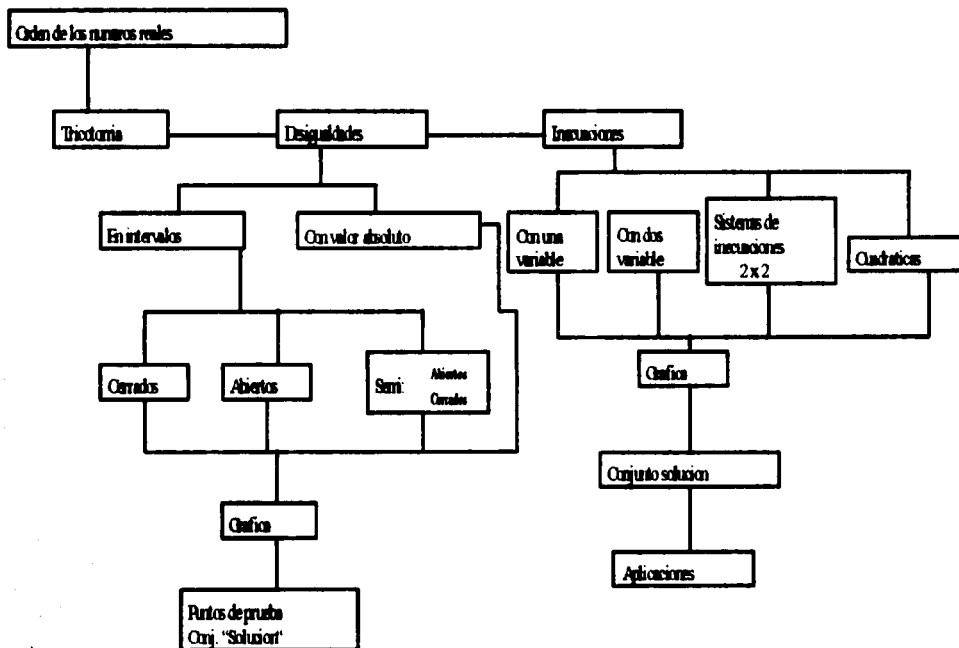 Orden de los numeros reales
Tricotomia
Desigualdades
Inecuaciones
En intervalos
Con valor absoluto
Con una
variable
Con dos
variable
Sistemas de
inecuaciones
2 x 2
Cuadraticas
Cerrados
Abiertos
Semi:
Abiertos
Cerrados
Grafica
Conjunto solucion
Grafica
Aplicaciones
Puntos de prueba
Conj. "Solucion"